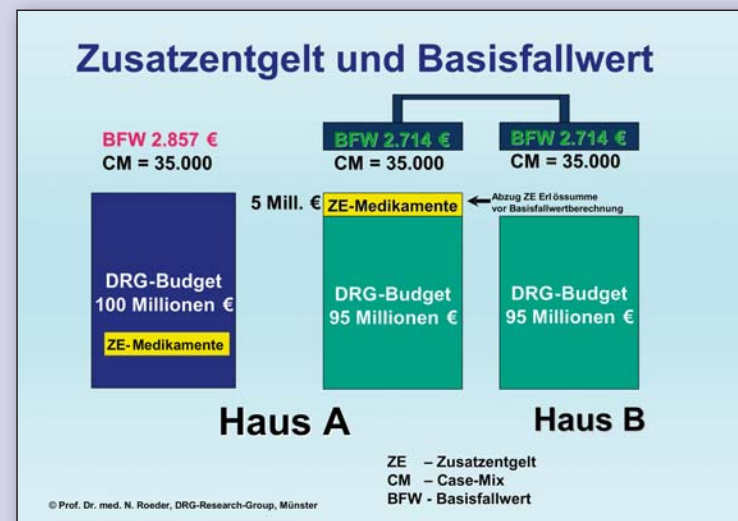 Zusatzentgelt und Basisfallwert
BFW 2.857 €
CM = 35.000
BFW 2.714 €
CM = 35.000
BFW 2.714 €
CM = 35.000
5 Mill. €
ZE-Medikamente
Abzug ZE Erlössumme
vor Basisfallwertberechnung
DRG-Budget
100 Millionen €
ZE-Medikamente
DRG-Budget
95 Millionen €
DRG-Budget
95 Millionen €
Haus A
Haus B
ZE – Zusatzentgelt
CM – Case-Mix
BFW - Basisfallwert
© Prof. Dr. med. N. Roeder, DRG-Research-Group, Münster